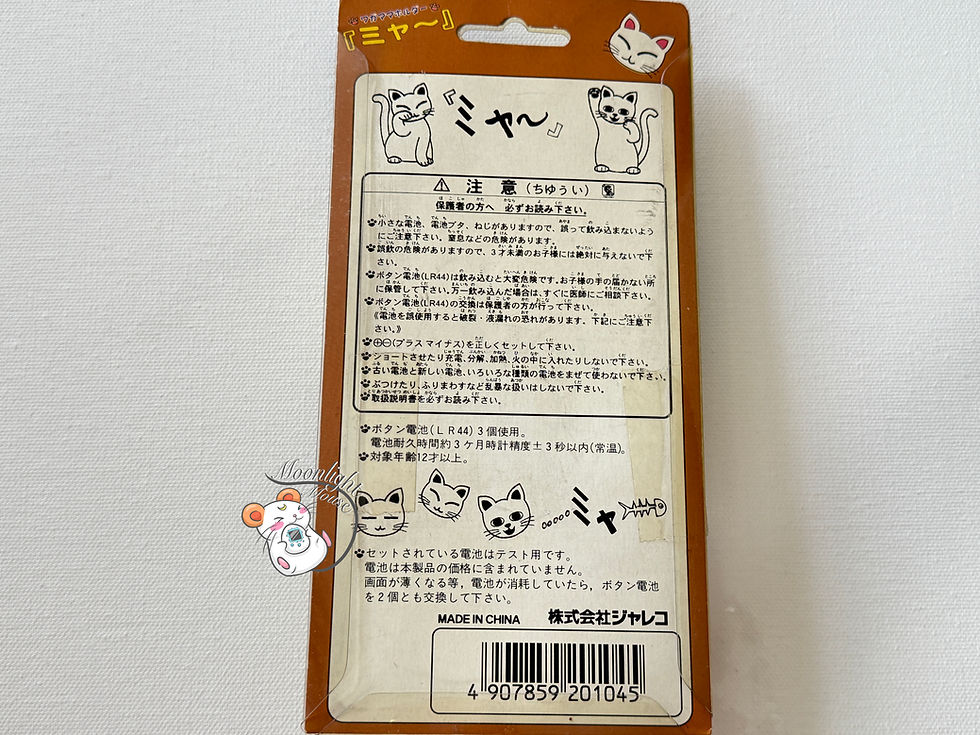 ワガママホルダー
『ミャ〜』
『ミャ〜』
⚠ 注 意 (ちゆうい)
保護者の方へ 必ずお読み下さい。
小さな電池、電池ブタ、ねじがありますので、誤って飲み込まないよう
にご注意下さい。窒息などの危険があります。
誤飲の危険がありますので、3才未満のお子様には絶対に与えないで下
さい。
ボタン電池(LR44)は飲み込むと大変危険です。お子様の手の届かない所
に保管して下さい。万一飲み込んだ場合は、すぐに医師にご相談下さい。
ボタン電池(LR44)の交換は保護者の方が行って下さい。
《電池を誤使用すると破裂・液漏れの恐れがあります、下記にご注意下
さい。》
⊕⊖(プラス マイナス)を正しくセットして下さい。
ショートさせたり充電、分解、加熱、火の中に入れたりしないで下さい。
古い電池と新しい電池、いろいろな種類の電池をまぜて使わないで下さい。
ぶつけたり、ふりまわすなど乱暴な扱いはしないで下さい。
取扱説明書を必ずお読み下さい。
ボタン電池(LR44)3個使用。
電池耐久時間約3ケ月時計精度±3秒以内(常温)。
対象年齢12才以上。
Moonlight
Mouse
ミャ
セットされている電池はテスト用です。
電池は本製品の価格に含まれていません。
画面が薄くなる等，電池が消耗していたら，ボタン電池
を2個とも交換して下さい。
MADE IN CHINA 株式会社ジャレコ
4 907859 201045